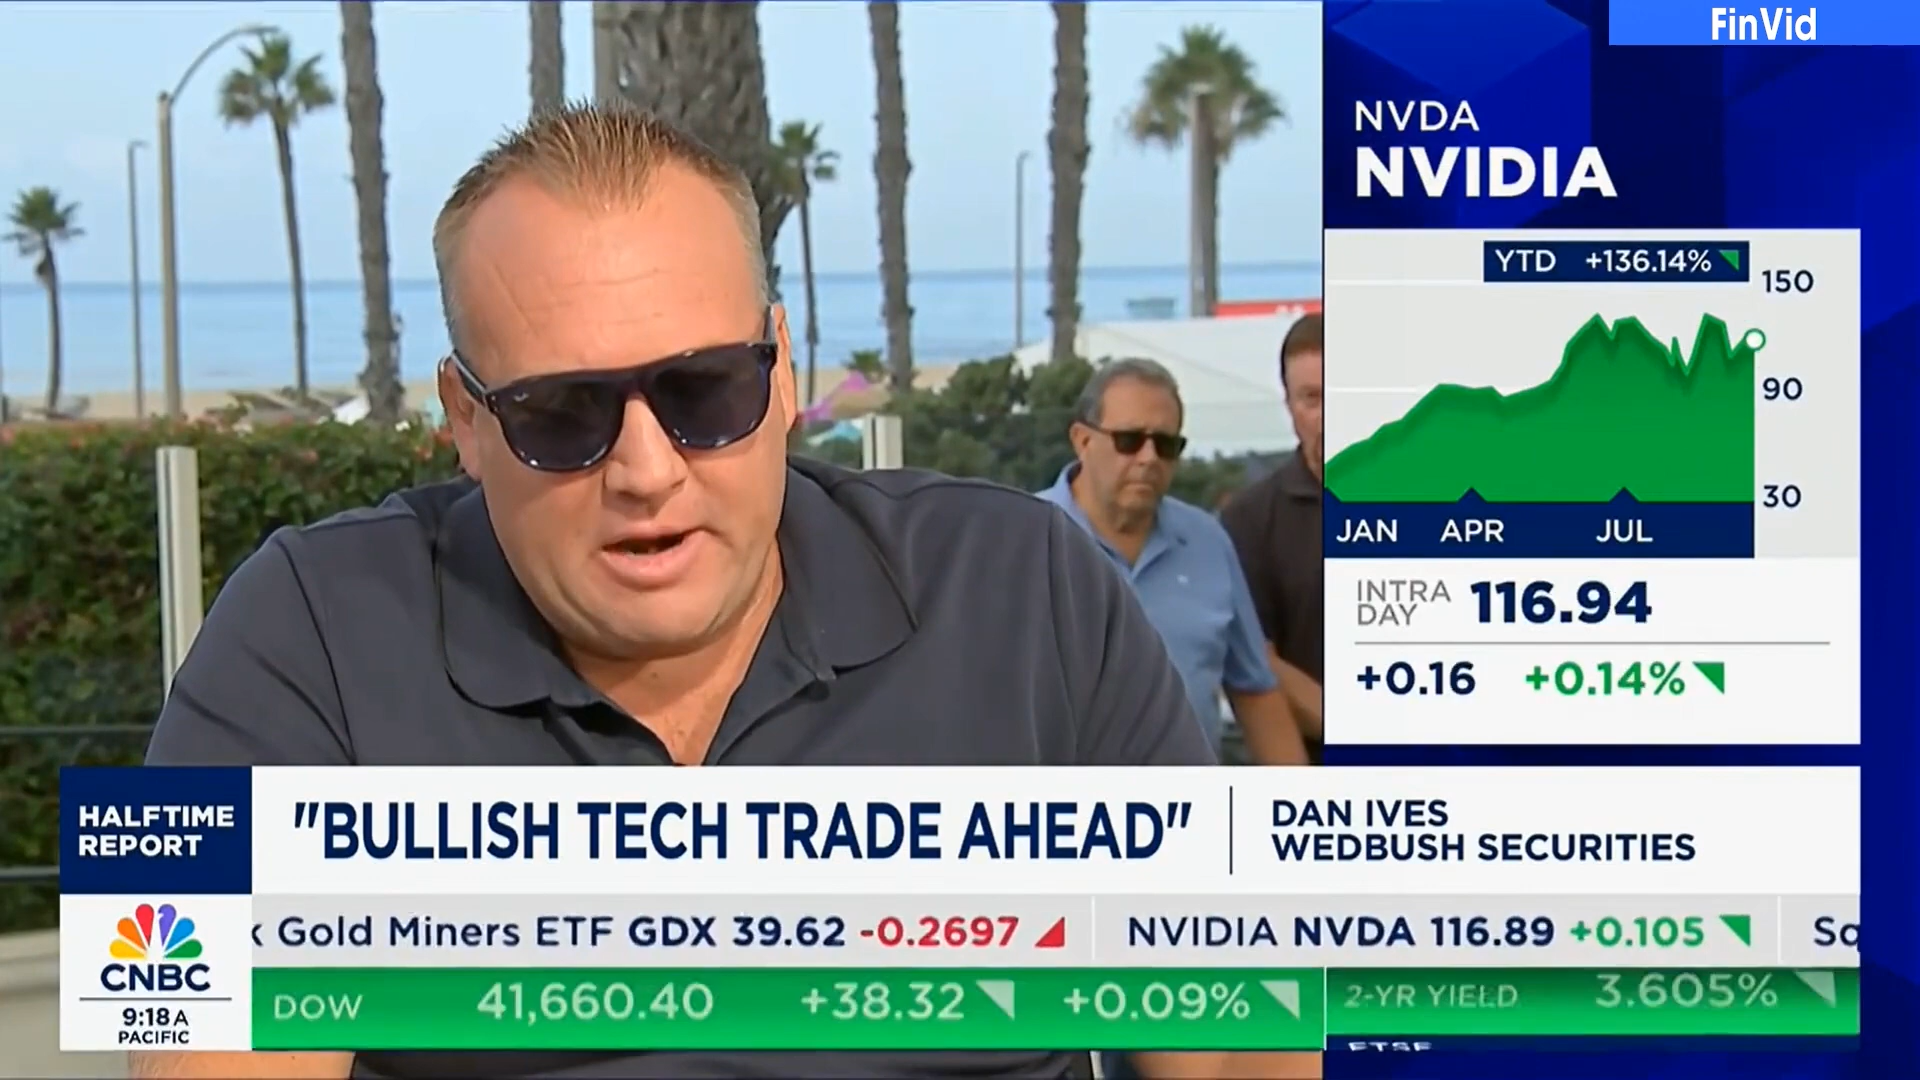 FinVid
NVDA
NVIDIA
YTD +136.14%
150
90
30
JAN APR JUL
INTRA
DAY
116.94
+0.16 +0.14%
HALFTIME
REPORT
"BULLISH TECH TRADE AHEAD"
DAN IVES
WEDBUSH SECURITIES
k Gold Miners ETF GDX 39.62 -0.2697 NVIDIA NVDA 116.89 +0.105 Sq
CNBC
9:18A
PACIFIC
DOW 41,660.40 +38.32 +0.09%
2-YR YIELD 3.605%